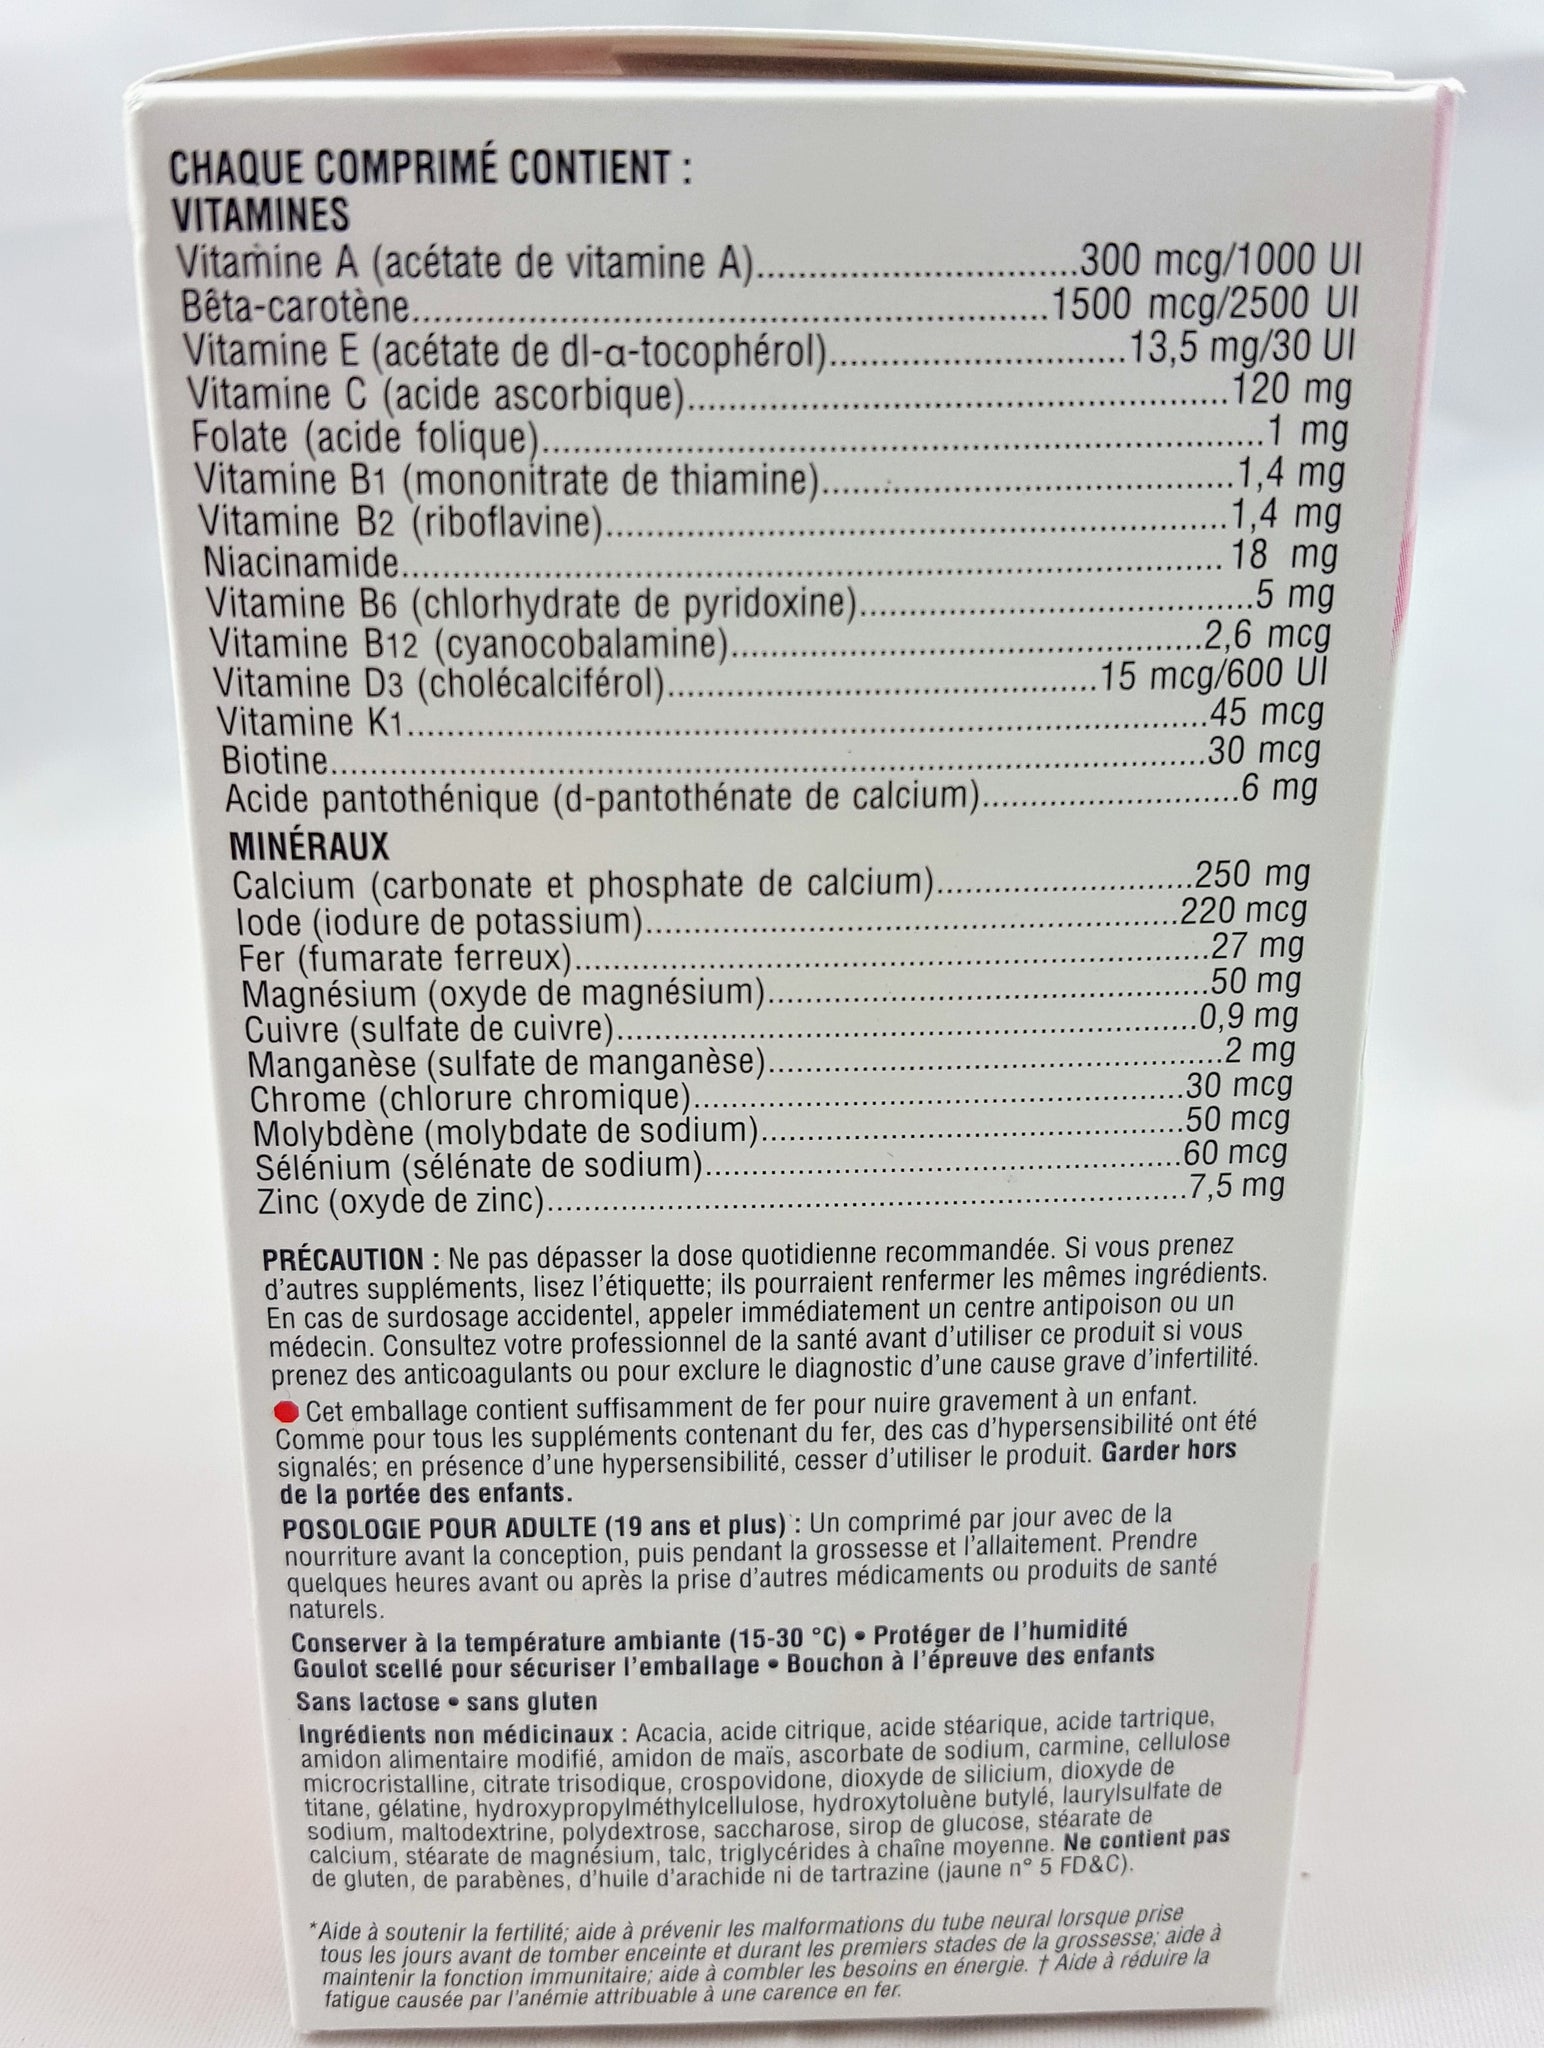 CHAQUE COMPRIMÉ CONTIENT :
VITAMINES
Vitamine A (acétate de vitamine A)..............................300 mcg/1000 UI
Bêta-carotène..............................1500 mcg/2500 UI
Vitamine E (acétate de dl-α-tocophérol)..............................13,5 mg/30 UI
Vitamine C (acide ascorbique)..............................120 mg
Folate (acide folique)..............................1 mg
Vitamine B1 (mononitrate de thiamine)..............................1,4 mg
Vitamine B2 (riboflavine)..............................1,4 mg
Niacinamide..............................18 mg
Vitamine B6 (chlorhydrate de pyridoxine)..............................5 mg
Vitamine B12 (cyanocobalamine)..............................2,6 mcg
Vitamine D3 (cholécalciférol)..............................15 mcg/600 UI
Vitamine K1..............................45 mcg
Biotine..............................30 mcg
Acide pantothénique (d-pantothénate de calcium)..............................6 mg
MINÉRAUX
Calcium (carbonate et phosphate de calcium)..............................250 mg
Iode (iodure de potassium)..............................220 mcg
Fer (fumarate ferreux)..............................27 mg
Magnésium (oxyde de magnésium)..............................50 mg
Cuivre (sulfate de cuivre)..............................0,9 mg
Manganèse (sulfate de manganèse)..............................2 mg
Chrome (chlorure chromique)..............................30 mcg
Molybdène (molybdate de sodium)..............................50 mcg
Sélénium (sélénate de sodium)..............................60 mcg
Zinc (oxyde de zinc)..............................7,5 mg
PRÉCAUTION : Ne pas dépasser la dose quotidienne recommandée. Si vous prenez
d'autres suppléments, lisez l'étiquette; ils pourraient renfermer les mêmes ingrédients.
En cas de surdosage accidentel, appeler immédiatement un centre antipoison ou un
médecin. Consultez votre professionnel de la santé avant d'utiliser ce produit si vous
prenez des anticoagulants ou pour exclure le diagnostic d'une cause grave d'infertilité.
Cet emballage contient suffisamment de fer pour nuire gravement à un enfant.
Comme pour tous les suppléments contenant du fer, des cas d'hypersensibilité ont été
signalés; en présence d'une hypersensibilité, cesser d'utiliser le produit. Garder hors
de la portée des enfants.
POSOLOGIE POUR ADULTE (19 ans et plus) : Un comprimé par jour avec de la
nourriture avant la conception, puis pendant la grossesse et l'allaitement. Prendre
quelques heures avant ou après la prise d'autres médicaments ou produits de santé
naturels.
Conserver à la température ambiante (15-30 °C) • Protéger de l'humidité
Goulot scellé pour sécuriser l'emballage • Bouchon à l'épreuve des enfants
Sans lactose • sans gluten
Ingrédients non médicinaux : Acacia, acide citrique, acide stéarique, acide tartrique,
amidon alimentaire modifié, amidon de maïs, ascorbate de sodium, carmine, cellulose
microcristalline, citrate trisodique, crospovidone, dioxyde de silicium, dioxyde de
titane, gélatine, hydroxypropylméthylcellulose, hydroxytoluène butylé, laurylsulfate de
sodium, maltodextrine, polydextrose, saccharose, sirop de glucose, stéarate de
calcium, stéarate de magnésium, talc, triglycérides à chaîne moyenne. Ne contient pas
de gluten, de parabènes, d'huile d'arachide ni de tartrazine (jaune n° 5 FD&C).
*Aide à soutenir la fertilité; aide à prévenir les malformations du tube neural lorsque prise
tous les jours avant de tomber enceinte et durant les premiers stades de la grossesse; aide à
maintenir la fonction immunitaire; aide à combler les besoins en énergie. † Aide à réduire la
fatigue causée par l'anémie attribuable à une carence en fer.